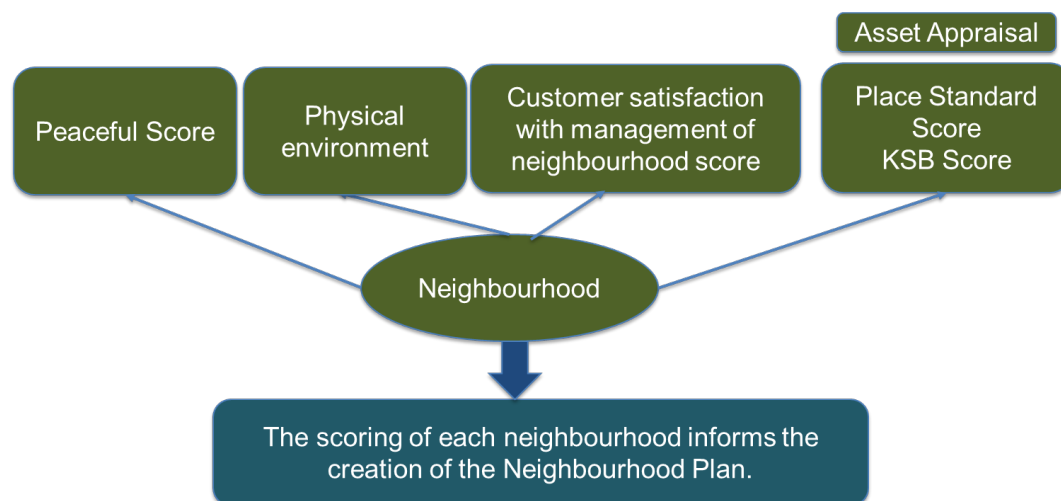 Asset Appraisal
Peaceful Score
Physical
environment
Customer satisfaction
with management of
neighbourhood score
Place Standard
Score
KSB Score
Neighbourhood
The scoring of each neighbourhood informs the
creation of the Neighbourhood Plan.